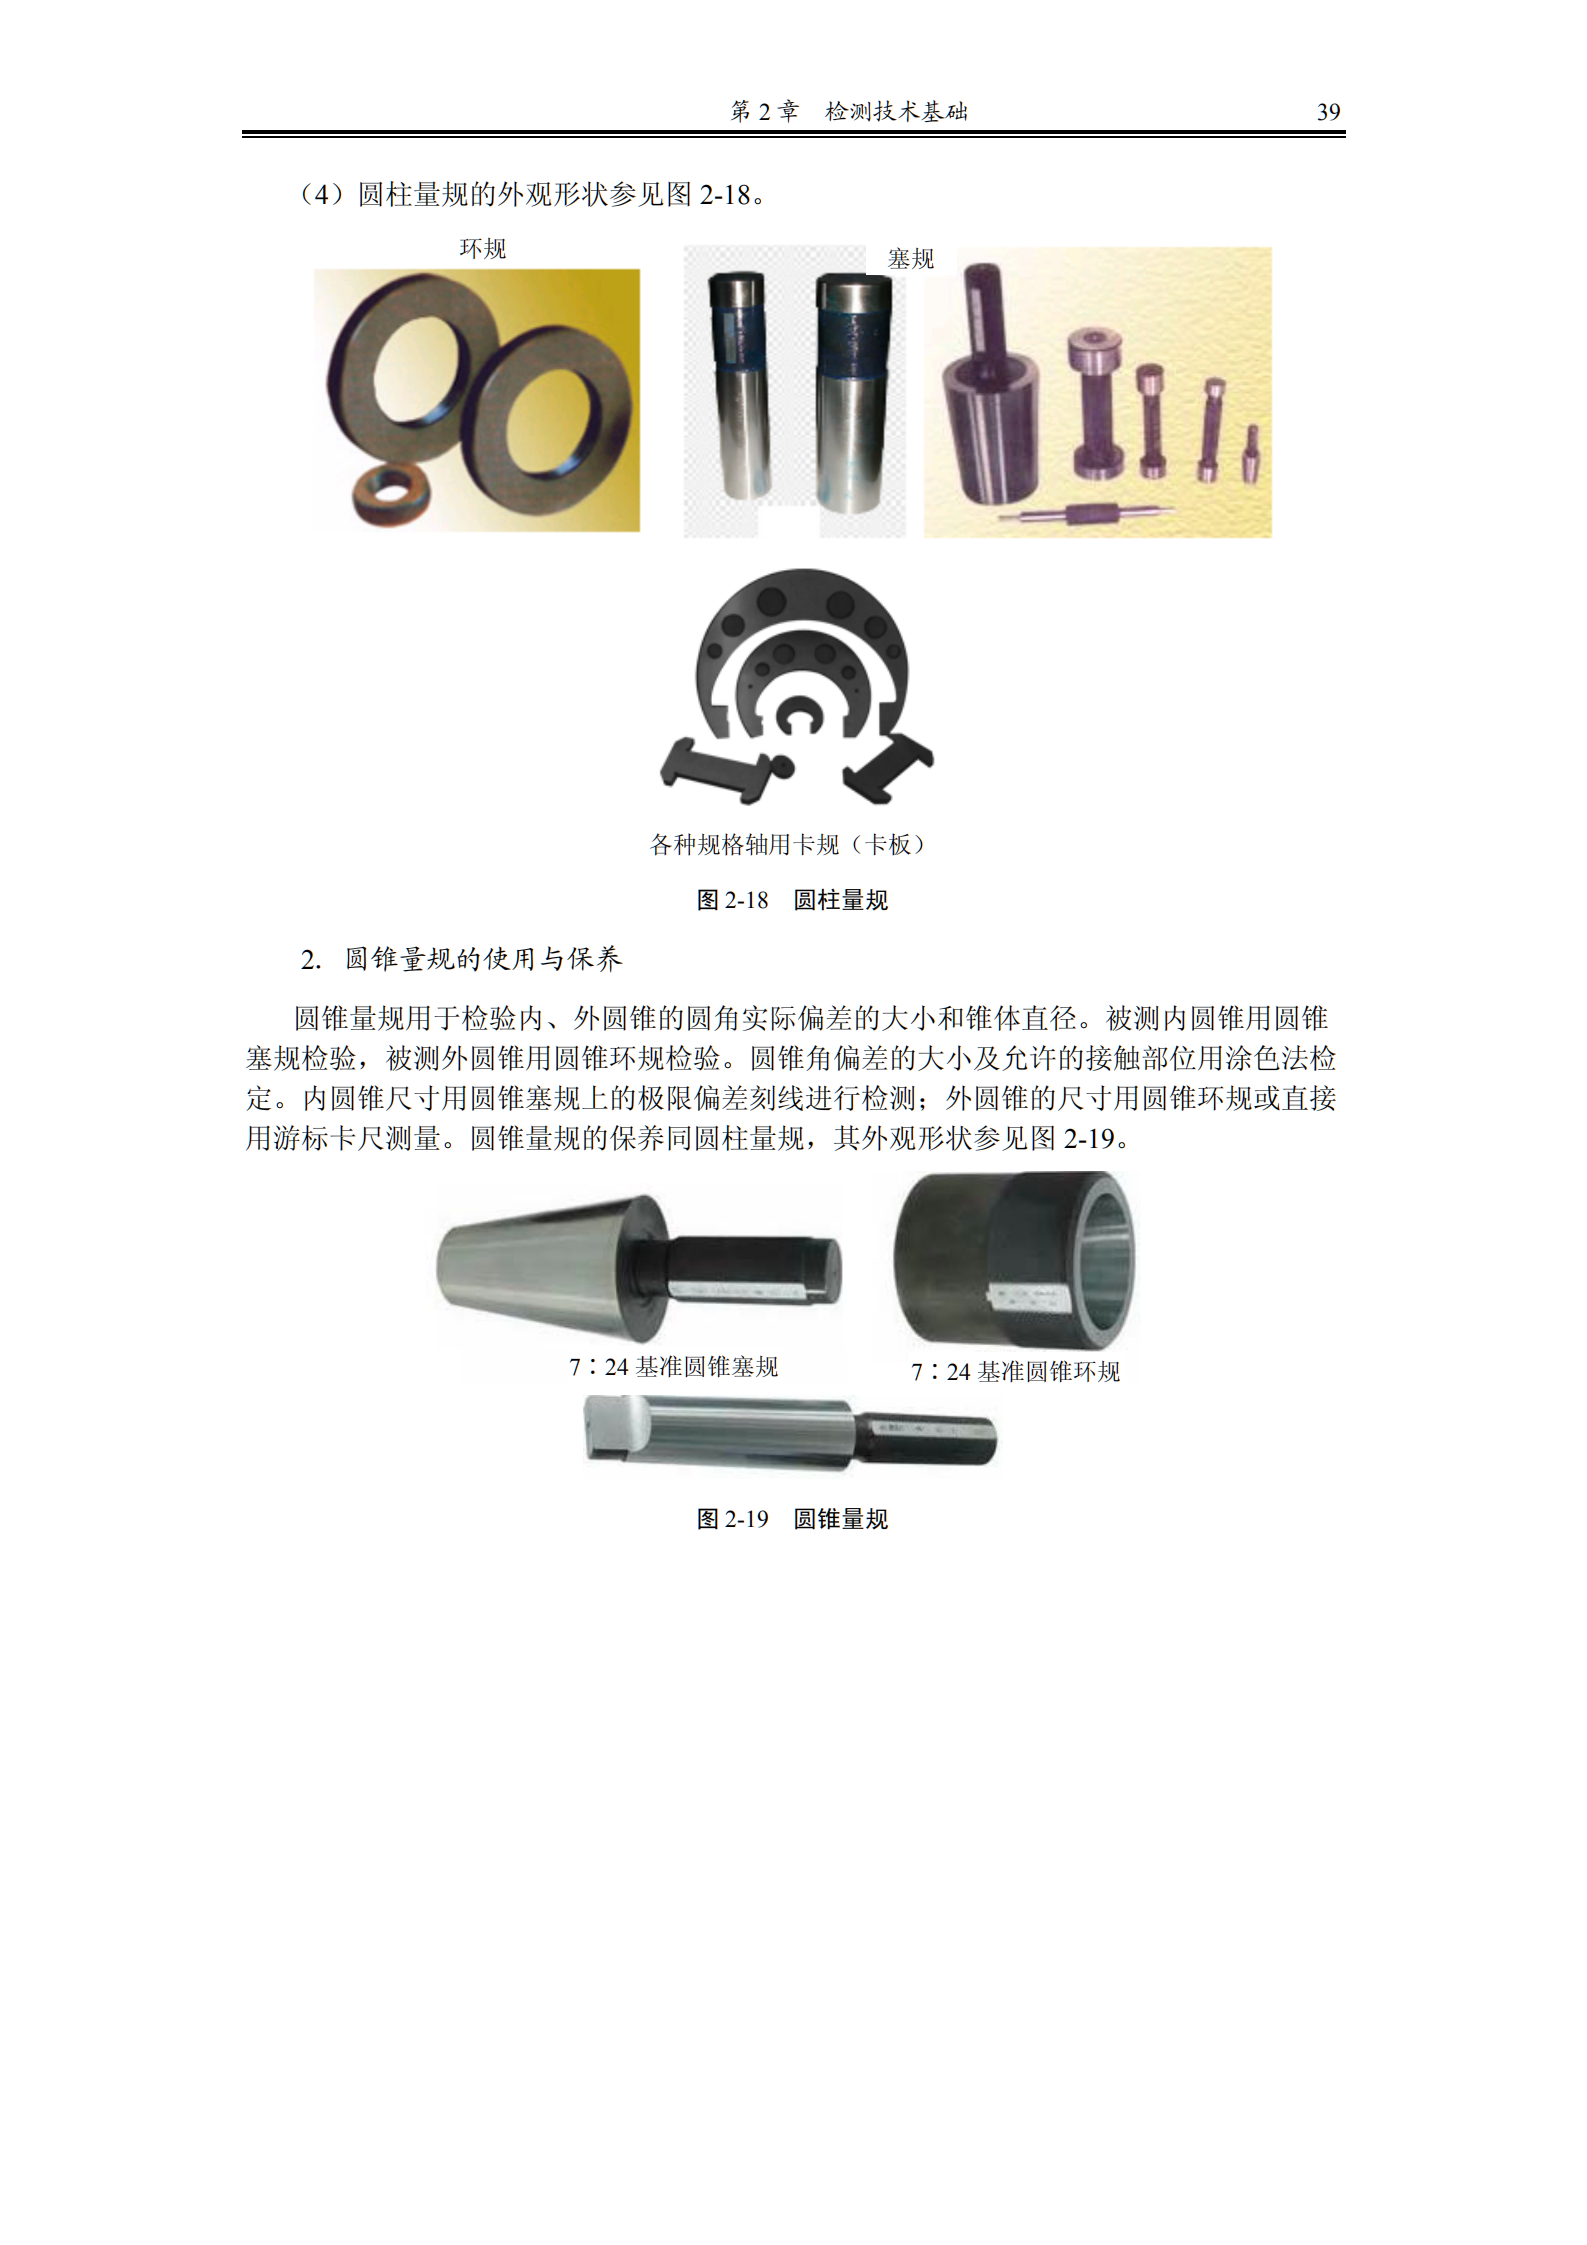 第 2 章　检测技术基础　39
（4）圆柱量规的外观形状参见图 2-18。
环规
塞规
各种规格轴用卡规（卡板）
图 2-18　圆柱量规
2. 圆锥量规的使用与保养
圆锥量规用于检验内、外圆锥的圆角实际偏差的大小和锥体直径。被测内圆锥用圆锥
塞规检验，被测外圆锥用圆锥环规检验。圆锥角偏差的大小及允许的接触部位用涂色法检
定。内圆锥尺寸用圆锥塞规上的极限偏差刻线进行检测；外圆锥的尺寸用圆锥环规或直接
用游标卡尺测量。圆锥量规的保养同圆柱量规，其外观形状参见图 2-19。
7∶24 基准圆锥塞规
7∶24 基准圆锥环规
图 2-19　圆锥量规